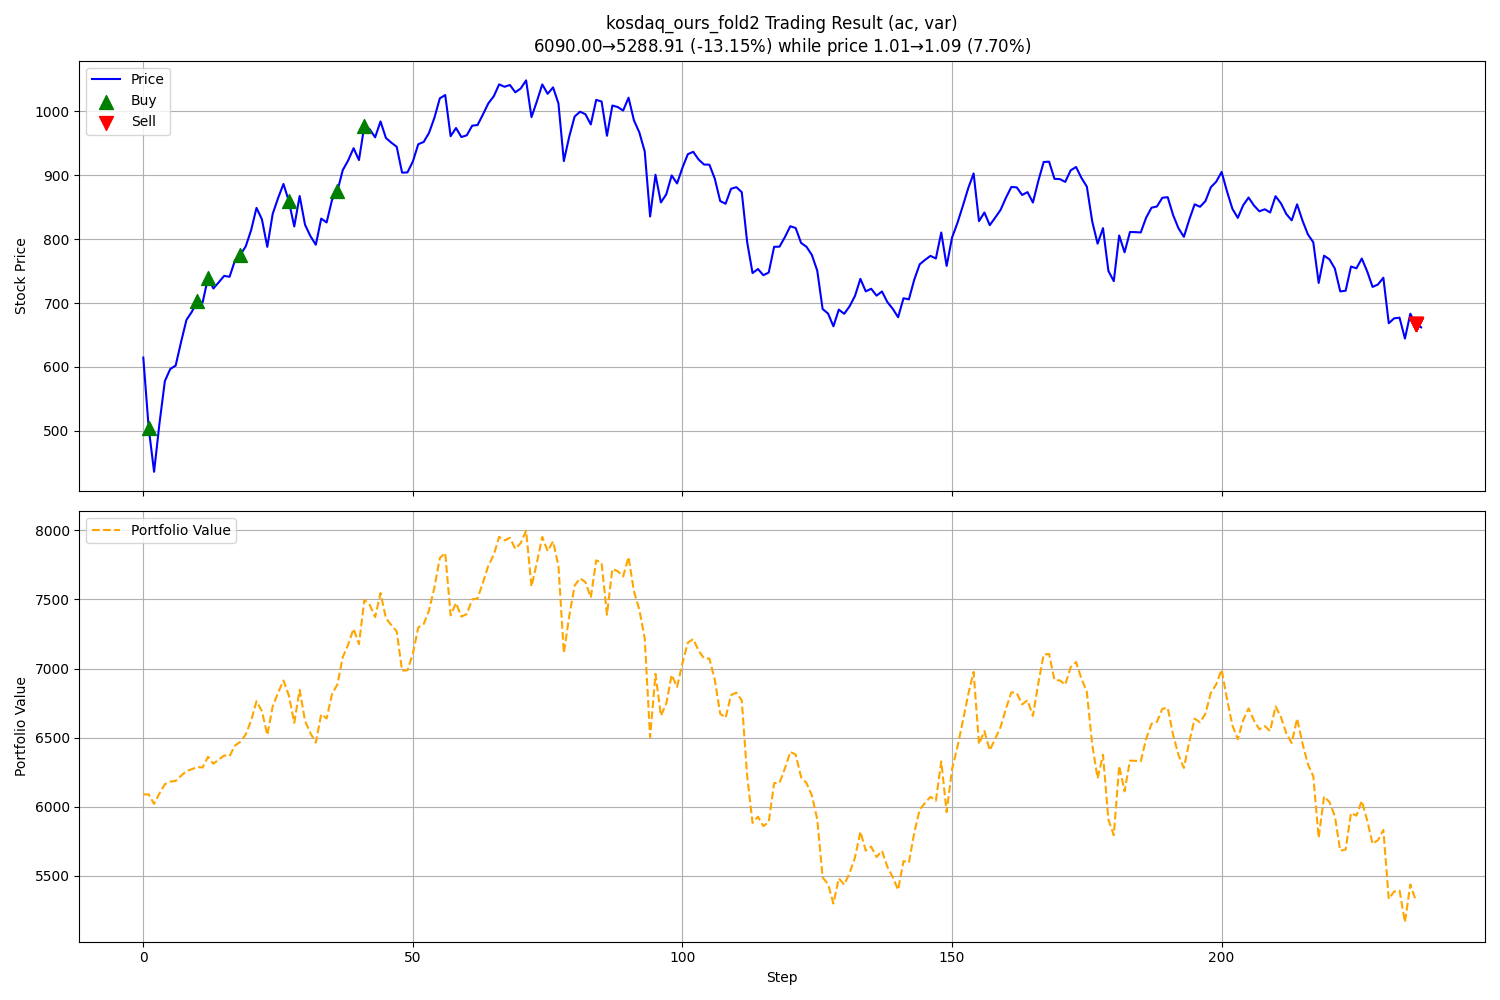 kosdaq_ours_fold2 Trading Result (ac, var)
6090.00→5288.91 (-13.15%) while price 1.01→1.09 (7.70%)
Price
Buy
Sell
Stock Price
1000
900
800
700
600
500
Portfolio Value
Portfolio Value
8000
7500
7000
6500
6000
5500
0
50
100
150
200
Step